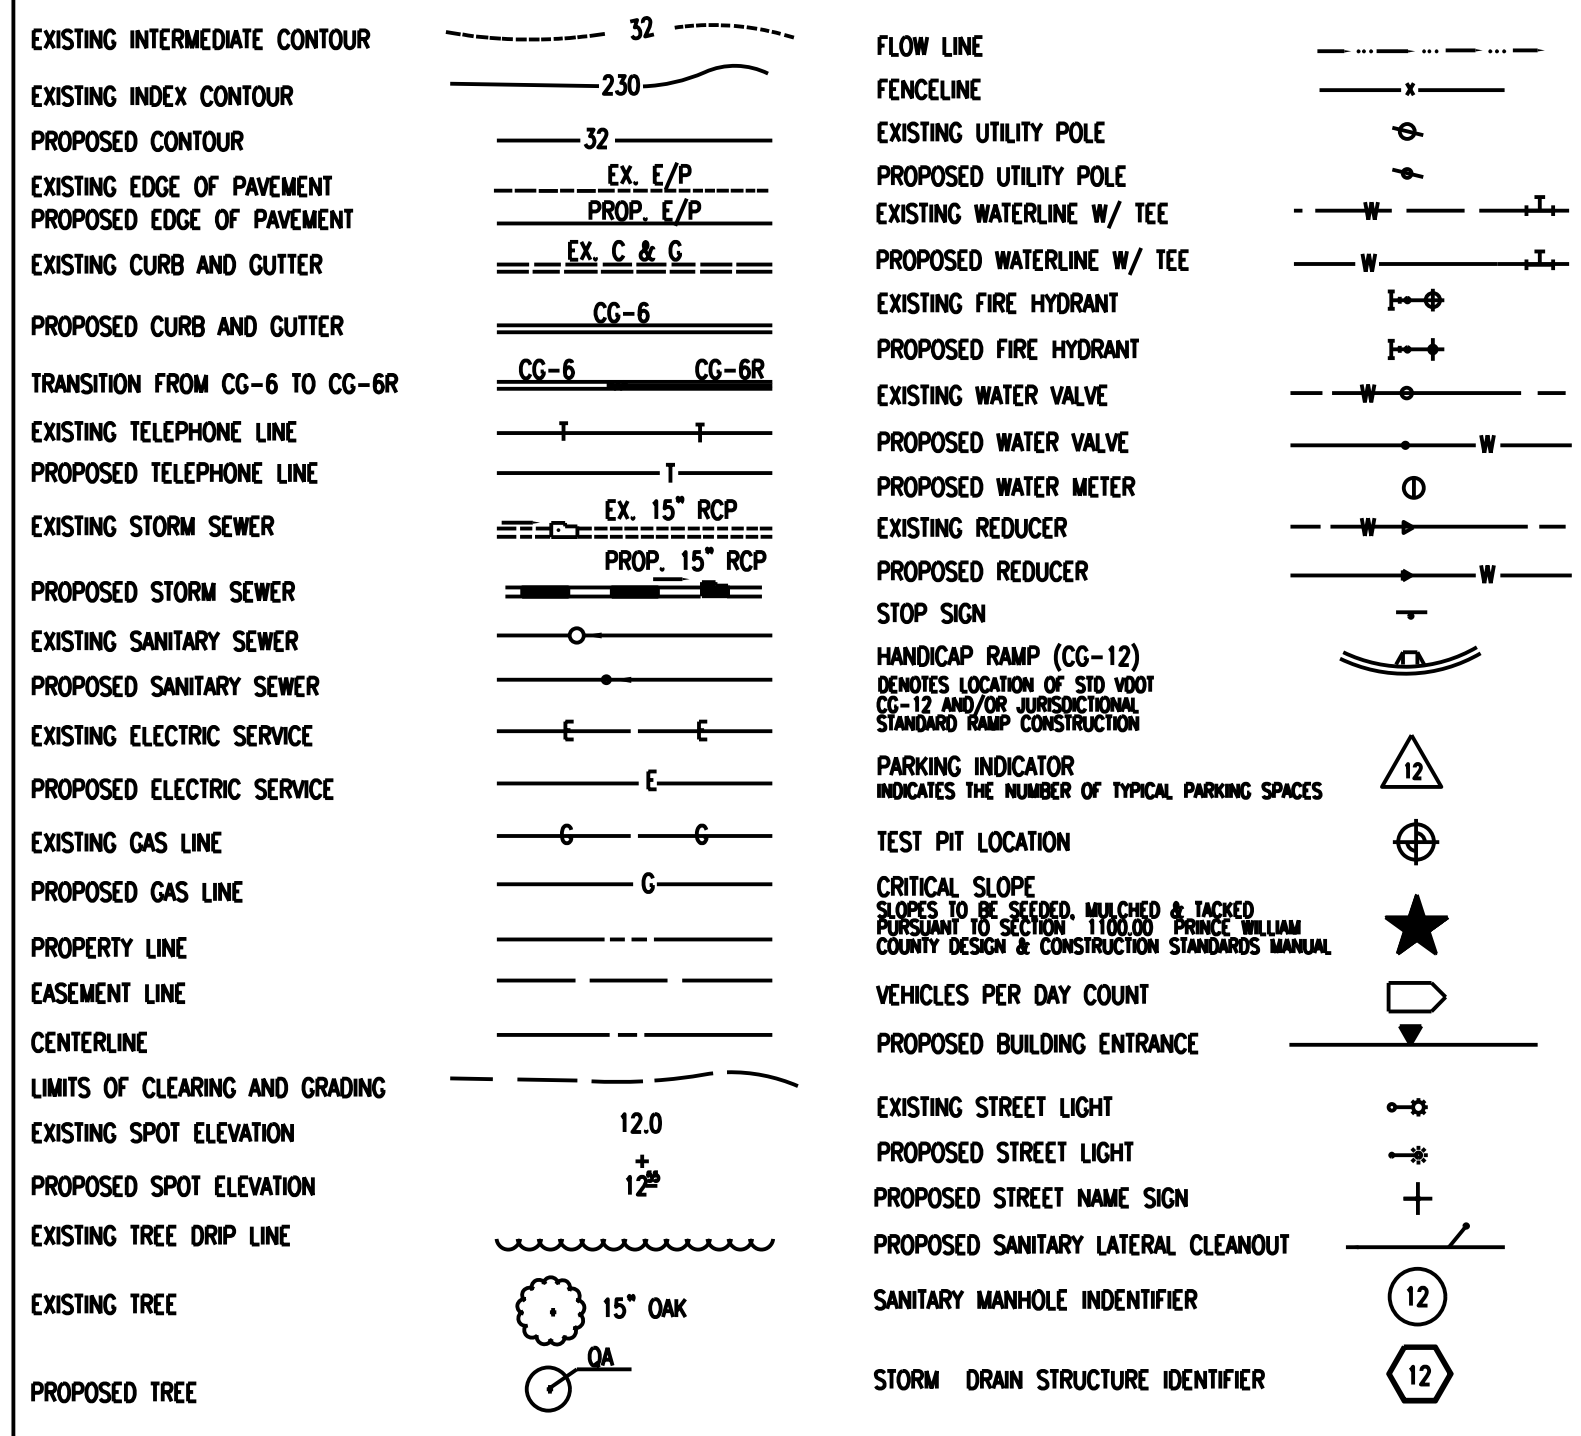 EXISTING INTERMEDIATE CONTOUR 32
EXISTING INDEX CONTOUR 230
PROPOSED CONTOUR 32
EXISTING EDGE OF PAVEMENT EX. E/P
PROPOSED EDGE OF PAVEMENT PROP. E/P
EXISTING CURB AND GUTTER EX. C & G
PROPOSED CURB AND GUTTER CG-6
TRANSITION FROM CG-6 TO CG-6R CG-6 CG-6R
EXISTING TELEPHONE LINE T T
PROPOSED TELEPHONE LINE T
EXISTING STORM SEWER EX. 15" RCP
PROPOSED STORM SEWER PROP. 15" RCP
EXISTING SANITARY SEWER
PROPOSED SANITARY SEWER
EXISTING ELECTRIC SERVICE E E
PROPOSED ELECTRIC SERVICE E
EXISTING GAS LINE G G
PROPOSED GAS LINE G
PROPERTY LINE
EASEMENT LINE
CENTERLINE
LIMITS OF CLEARING AND GRADING
EXISTING SPOT ELEVATION 12.0
PROPOSED SPOT ELEVATION 12
EXISTING TREE DRIP LINE
EXISTING TREE 15" OAK
PROPOSED TREE QA
FLOW LINE
FENCELINE X
EXISTING UTILITY POLE
PROPOSED UTILITY POLE
EXISTING WATERLINE W/ TEE W T
PROPOSED WATERLINE W/ TEE W T
EXISTING FIRE HYDRANT
PROPOSED FIRE HYDRANT
EXISTING WATER VALVE W
PROPOSED WATER VALVE W
PROPOSED WATER METER
EXISTING REDUCER W
PROPOSED REDUCER W
STOP SIGN
HANDICAP RAMP (CG-12)
DENOTES LOCATION OF STD VDOT
CG-12 AND/OR JURISDICTIONAL
STANDARD RAMP CONSTRUCTION
PARKING INDICATOR 12
INDICATES THE NUMBER OF TYPICAL PARKING SPACES
TEST PIT LOCATION
CRITICAL SLOPE
SLOPES TO BE SEEDED, MULCHED & TACKED
PURSUANT TO SECTION 1100.00 PRINCE WILLIAM
COUNTY DESIGN & CONSTRUCTION STANDARDS MANUAL
VEHICLES PER DAY COUNT
PROPOSED BUILDING ENTRANCE
EXISTING STREET LIGHT
PROPOSED STREET LIGHT
PROPOSED STREET NAME SIGN
PROPOSED SANITARY LATERAL CLEANOUT
SANITARY MANHOLE INDENTIFIER 12
STORM DRAIN STRUCTURE IDENTIFIER 12